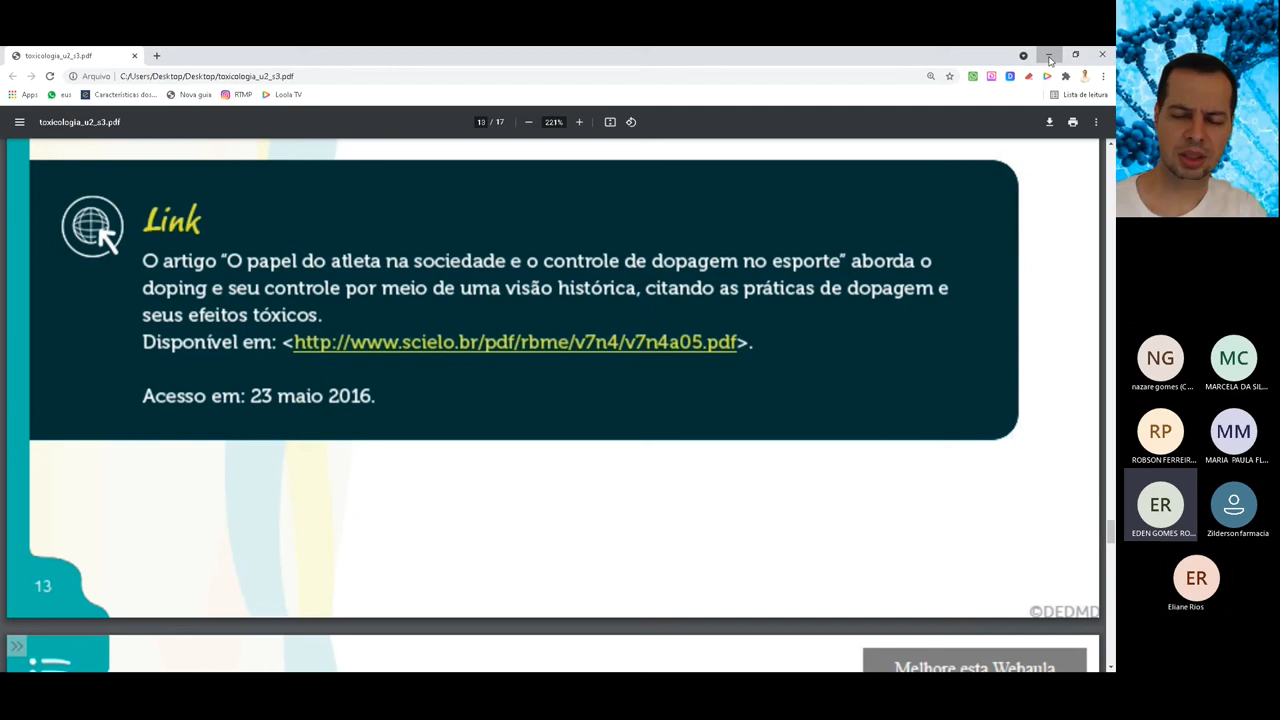 toxicologia_u2_s3.pdf
Arquivo
C:/Users/Desktop/Desktop/toxicologia_u2_s3.pdf
Apps
eus
Características dos...
Nova guia
RTMP
Loola TV
Lista de leitura
toxicologia_u2_s3.pdf
13 / 17
221%
Link
O artigo “O papel do atleta na sociedade e o controle de dopagem no esporte” aborda o
doping e seu controle por meio de uma visão histórica, citando as práticas de dopagem e
seus efeitos tóxicos.
Disponível em: <http://www.scielo.br/pdf/rbme/v7n4/v7n4a05.pdf>.
Acesso em: 23 maio 2016.
13
©DEDMD
Melhore esta Webaula
NG
nazare gomes (C...
MC
MARCELA DA SIL...
RP
ROBSON FERREIR...
MM
MARIA PAULA FL...
ER
EDEN GOMES RO...
Zilderson farmacia
ER
Eliane Rios